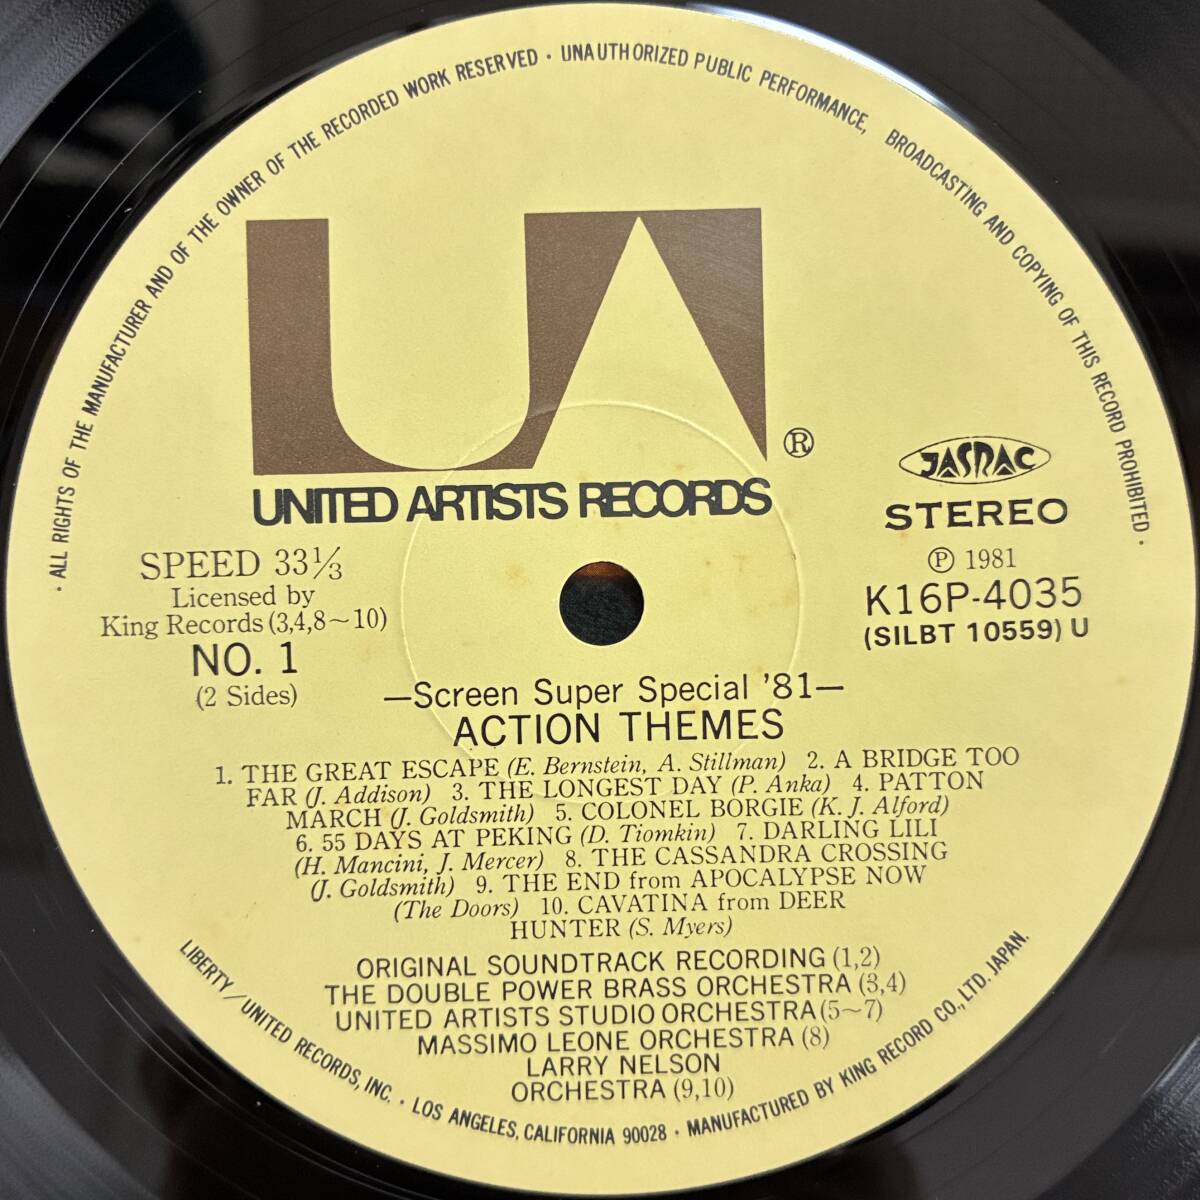 · ALL RIGHTS OF THE MANUFACTURER AND OF THE OWNER OF THE RECORDED WORK RESERVED · UNAUTHORIZED PUBLIC PERFORMANCE, BROADCASTING AND COPYING OF THIS RECORD PROHIBITED ·
UA ®
UNITED ARTISTS RECORDS
JASRAC
STEREO
Ⓟ 1981
K16P-4035
(SILBT 10559) U
SPEED 33⅓
Licensed by
King Records (3,4,8~10)
NO. 1
(2 Sides)
—Screen Super Special '81—
ACTION THEMES
1. THE GREAT ESCAPE (E. Bernstein, A. Stillman) 2. A BRIDGE TOO
FAR (J. Addison) 3. THE LONGEST DAY (P. Anka) 4. PATTON
MARCH (J. Goldsmith) 5. COLONEL BORGIE (K. J. Alford)
6. 55 DAYS AT PEKING (D. Tiomkin) 7. DARLING LILI
(H. Mancini, J. Mercer) 8. THE CASSANDRA CROSSING
(J. Goldsmith) 9. THE END from APOCALYPSE NOW
(The Doors) 10. CAVATINA from DEER
HUNTER (S. Myers)
ORIGINAL SOUNDTRACK RECORDING (1,2)
THE DOUBLE POWER BRASS ORCHESTRA (3,4)
UNITED ARTISTS STUDIO ORCHESTRA (5~7)
MASSIMO LEONE ORCHESTRA (8)
LARRY NELSON
ORCHESTRA (9,10)
LIBERTY / UNITED RECORDS, INC. · LOS ANGELES, CALIFORNIA 90028 · MANUFACTURED BY KING RECORD CO., LTD. JAPAN.